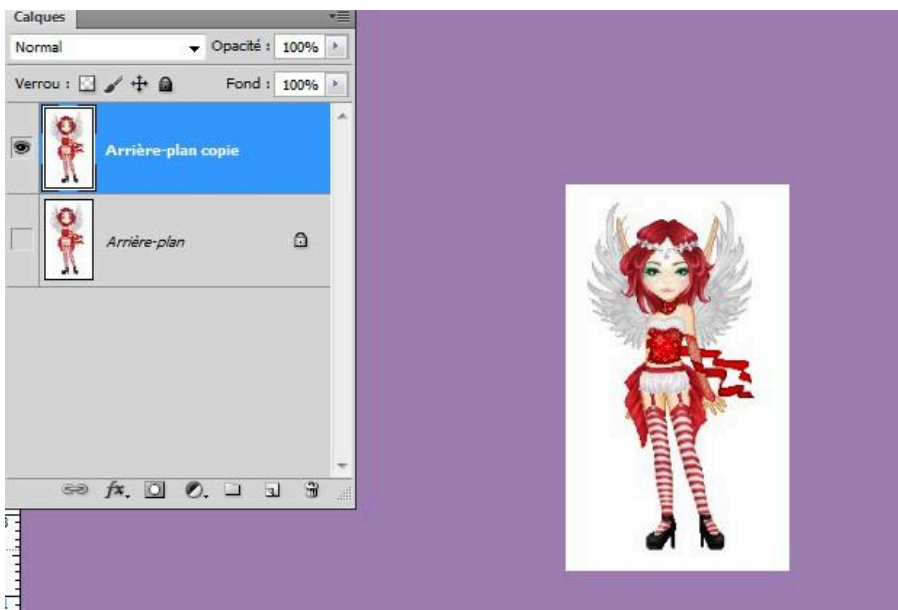 Calques
Normal Opacité : 100%
Verrou : Fond : 100%
Arrière-plan copie
Arrière-plan
fx.